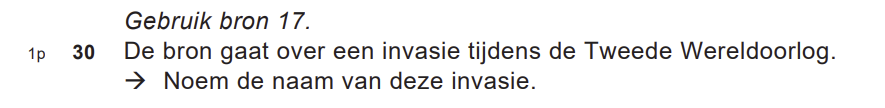 Gebruik bron 17.
1p 30 De bron gaat over een invasie tijdens de Tweede Wereldoorlog.
→ Noem de naam van deze invasie.